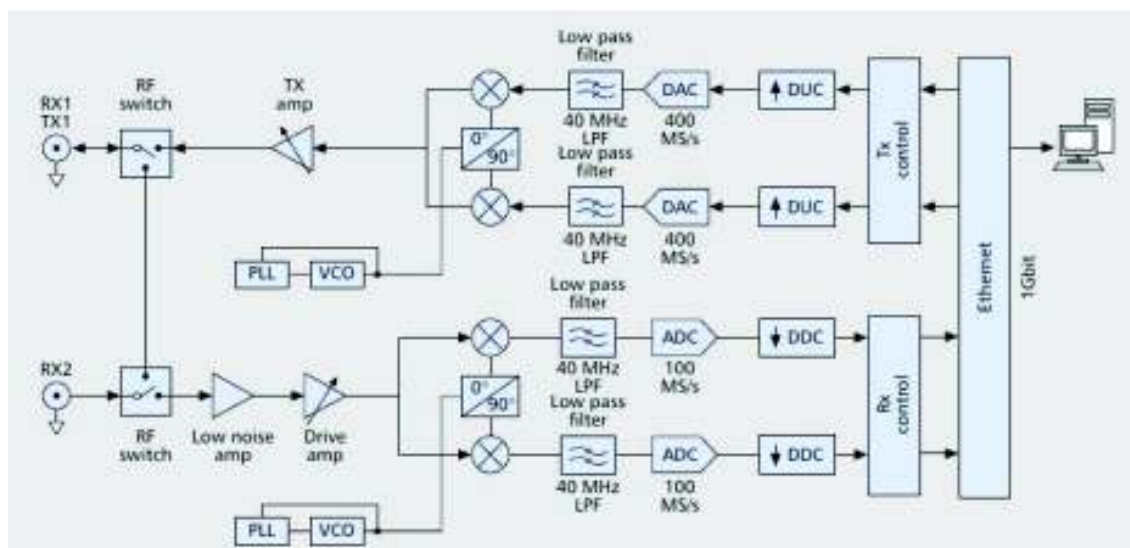 Low pass
filter
RF
switch
TX
amp
RX1
TX1
DAC
DUC
40 MHz
LPF
400
MS/s
0°
90°
Low pass
filter
DAC
DUC
40 MHz
LPF
400
MS/s
Tx
control
PLL
VCO
Ethernet
1Gbit
Low pass
filter
ADC
DDC
40 MHz
LPF
100
MS/s
RX2
0°
90°
Low pass
filter
RF
switch
Low noise
amp
Drive
amp
ADC
DDC
40 MHz
LPF
100
MS/s
Rx
control
PLL
VCO